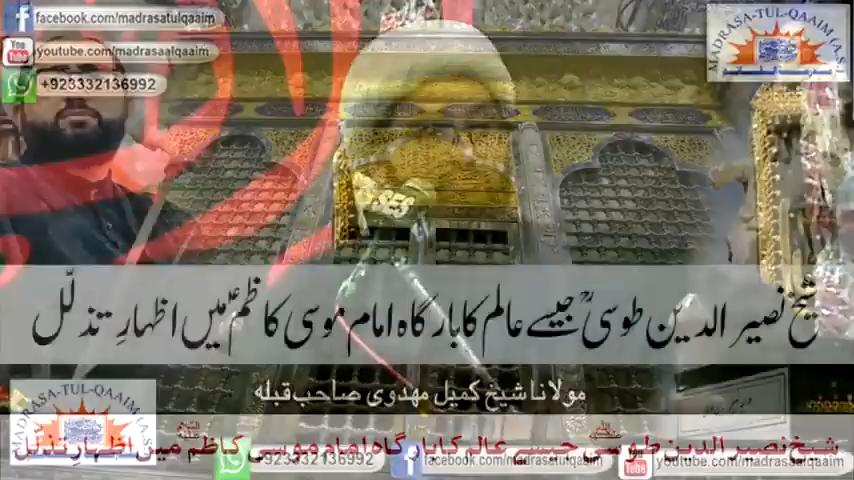 facebook.com/madrasatulqaaim
youtube.com/madrasaalqaaim
+923332136992
MADRASA-TUL-QAAIM (A.S)
شیخ نصیر الدین طوسیؒ جیسے عالم کا بارگاہ امام موسی کاظمؑ میں اظہارِ تذلّل
مولانا شیخ کمیل مھدوی صاحب قبلہ
MADRASA-TUL-QAAIM (A.S)
شیخ نصیر الدین طوسی جیسے عالم کا بارگاہ امام موسی کاظم میں اظہارِ تذلّل
+923332136992 facebook.com/madrasatulqaaim youtube.com/madrasaalqaaim